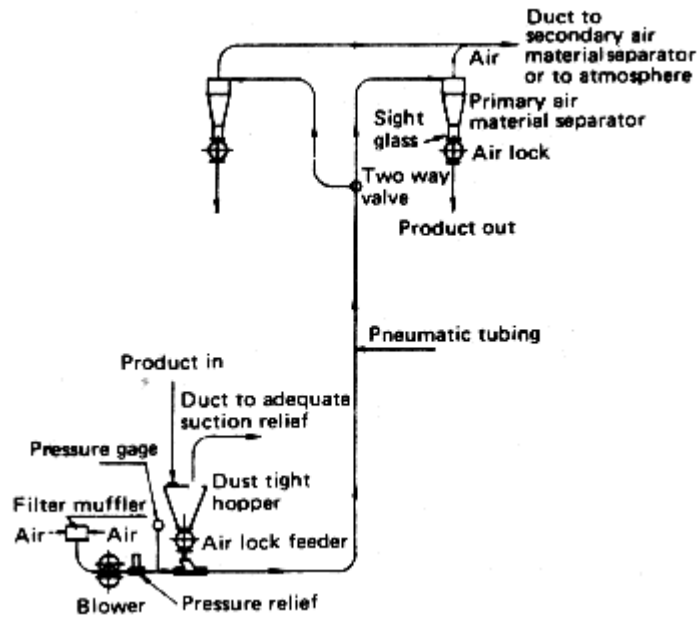 Duct to
secondary air
material separator
or to atmosphere
Air
Primary air
material separator
Sight
glass
Air lock
Two way
valve
Product out
Pneumatic tubing
Product in
Duct to adequate
suction relief
Pressure gage
Dust tight
hopper
Filter muffler
Air
Air
Air lock feeder
Blower
Pressure relief